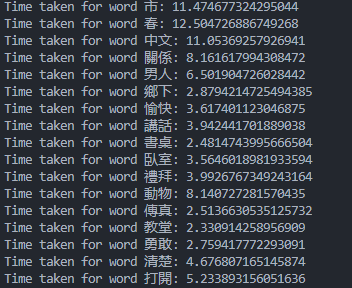 Time taken for word 市: 11.474677324295044
Time taken for word 春: 12.504726886749268
Time taken for word 中文: 11.05369257926941
Time taken for word 關係: 8.161617994308472
Time taken for word 男人: 6.501904726028442
Time taken for word 鄉下: 2.8794214725494385
Time taken for word 愉快: 3.617401123046875
Time taken for word 講話: 3.942441701889038
Time taken for word 書桌: 2.4814743995666504
Time taken for word 臥室: 3.5646018981933594
Time taken for word 禮拜: 3.9926767349243164
Time taken for word 動物: 8.140727281570435
Time taken for word 傳真: 2.5136630535125732
Time taken for word 教堂: 2.330914258956909
Time taken for word 勇敢: 2.759417772293091
Time taken for word 清楚: 4.676807165145874
Time taken for word 打開: 5.233893156051636